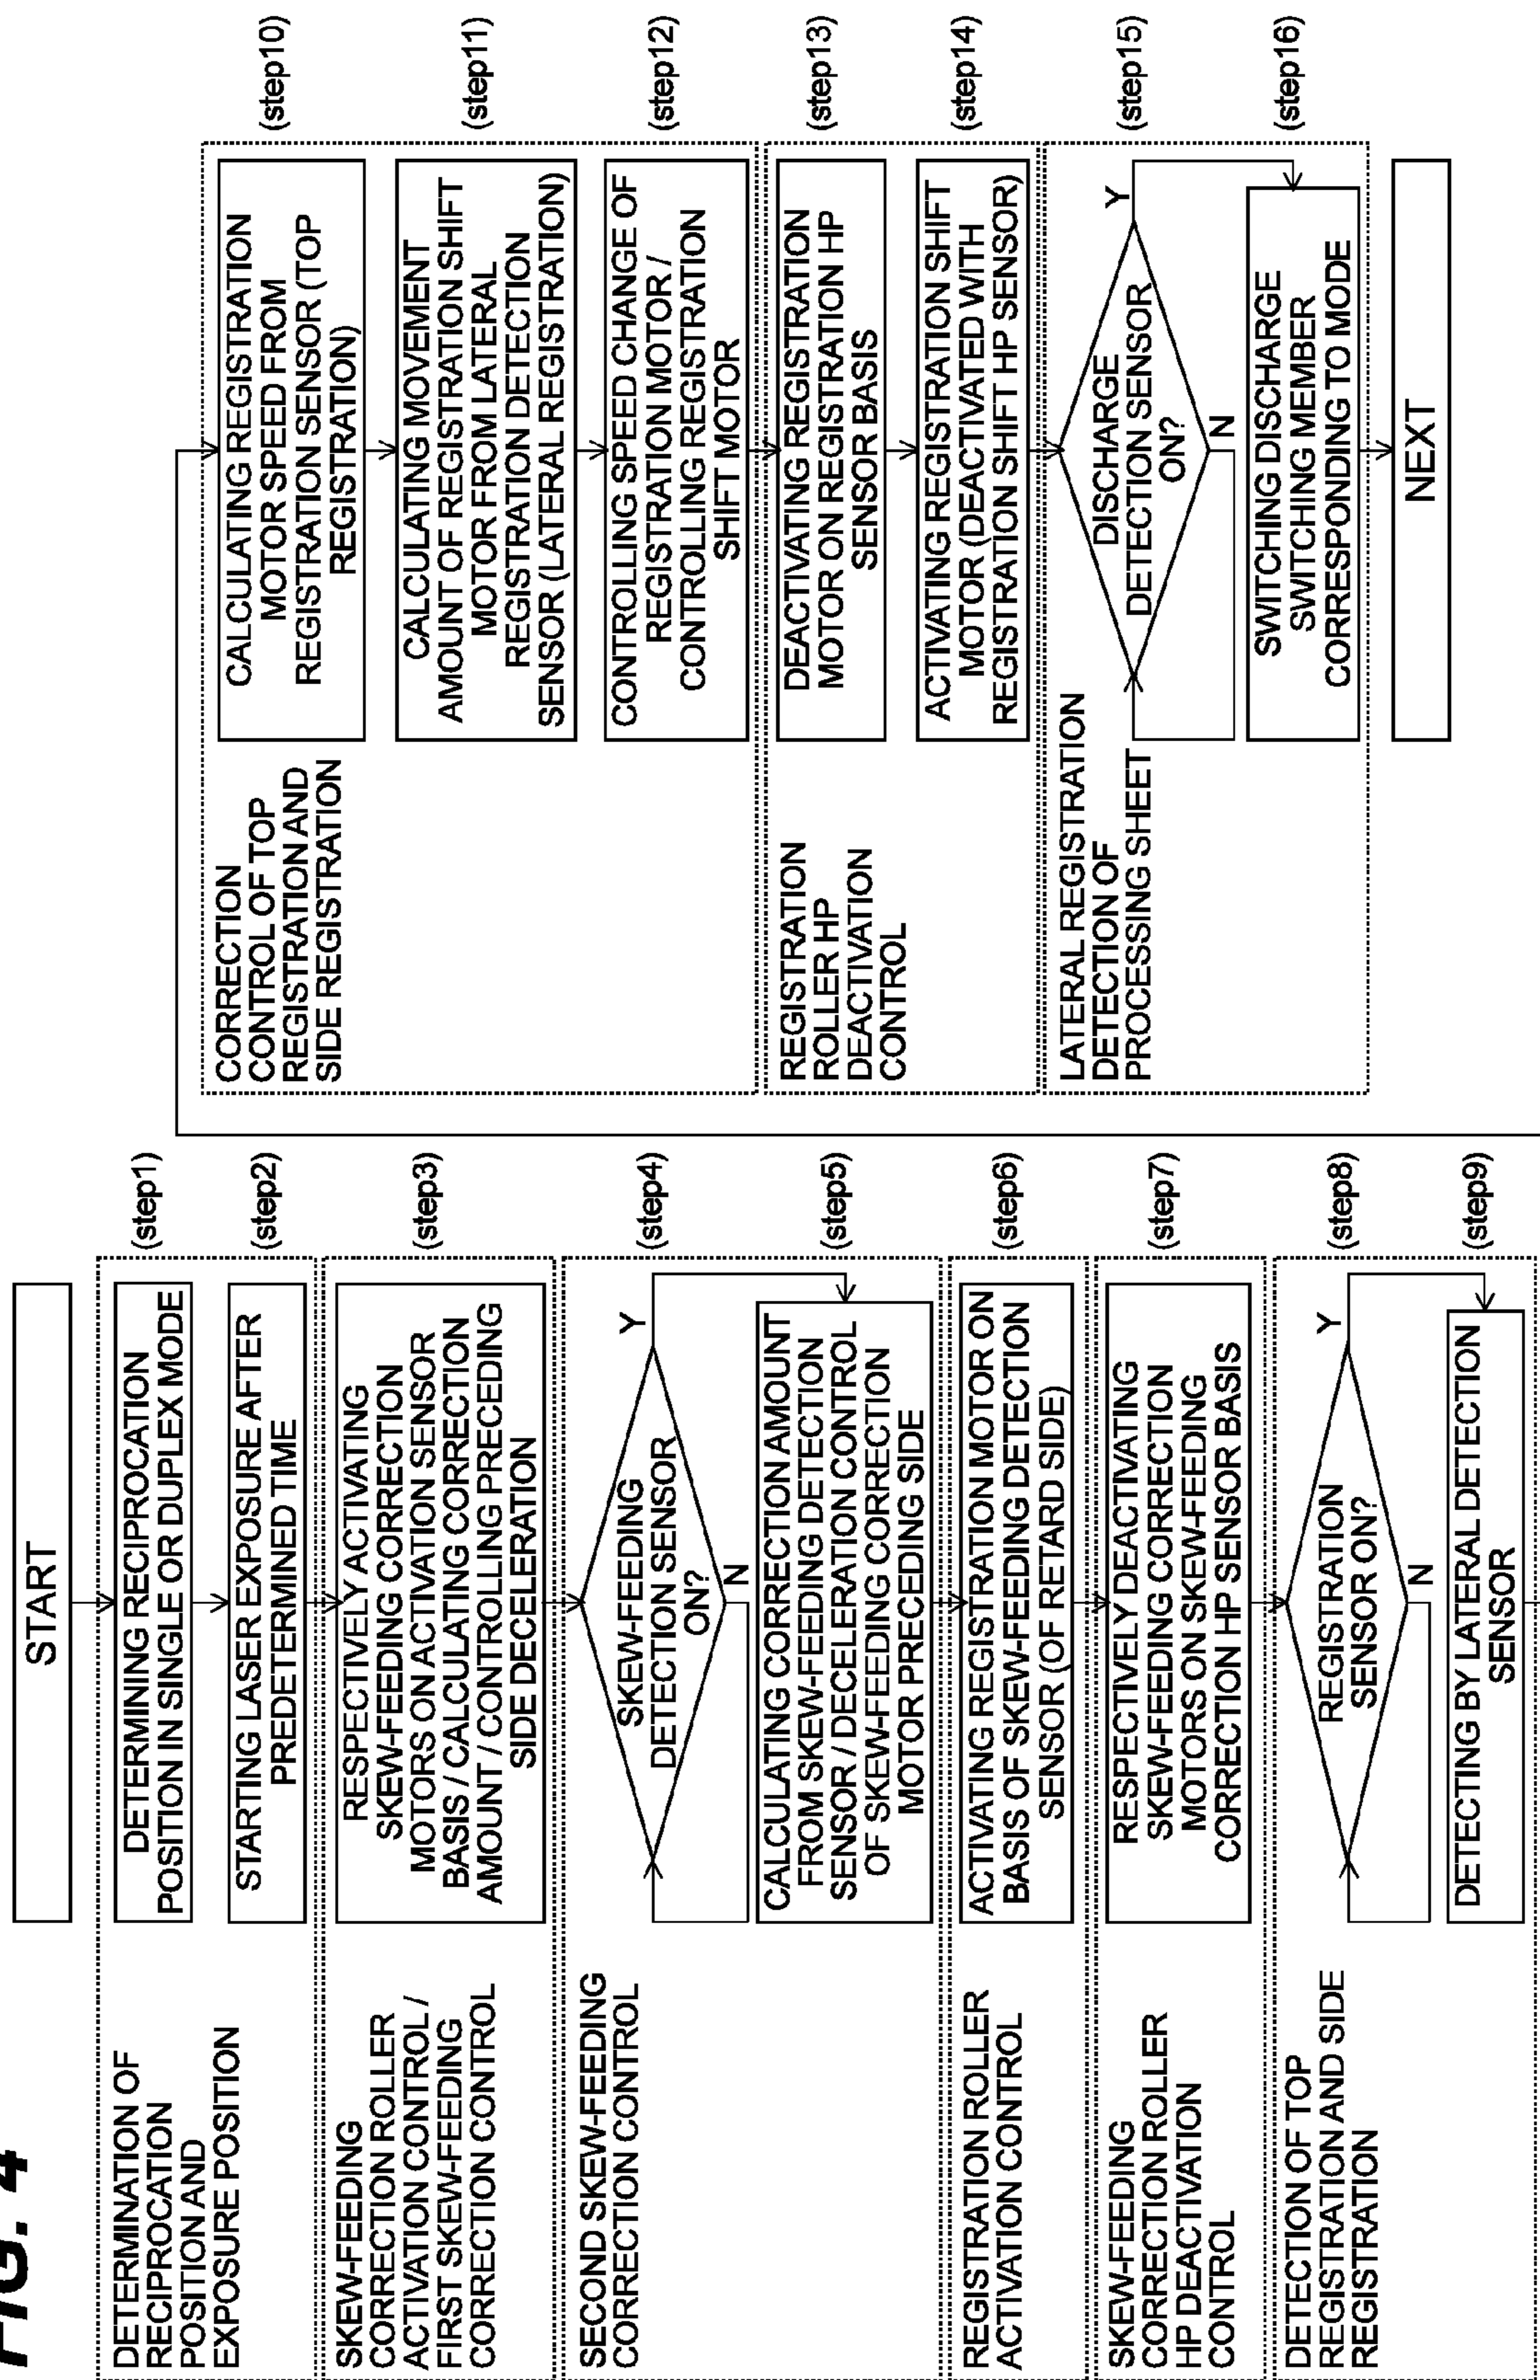 FIG. 4
START
DETERMINATION OF
RECIPROCATION
POSITION AND
EXPOSURE POSITION
DETERMINING RECIPROCATION
POSITION IN SINGLE OR DUPLEX MODE
(step1)
STARTING LASER EXPOSURE AFTER
PREDETERMINED TIME
(step2)
SKEW-FEEDING
CORRECTION ROLLER
ACTIVATION CONTROL /
FIRST SKEW-FEEDING
CORRECTION CONTROL
RESPECTIVELY ACTIVATING
SKEW-FEEDING CORRECTION
MOTORS ON ACTIVATION SENSOR
BASIS / CALCULATING CORRECTION
AMOUNT / CONTROLLING PRECEDING
SIDE DECELERATION
(step3)
SECOND SKEW-FEEDING
CORRECTION CONTROL
SKEW-FEEDING
DETECTION SENSOR
ON?
Y
N
(step4)
CALCULATING CORRECTION AMOUNT
FROM SKEW-FEEDING DETECTION
SENSOR / DECELERATION CONTROL
OF SKEW-FEEDING CORRECTION
MOTOR PRECEDING SIDE
(step5)
REGISTRATION ROLLER
ACTIVATION CONTROL
ACTIVATING REGISTRATION MOTOR ON
BASIS OF SKEW-FEEDING DETECTION
SENSOR (OF RETARD SIDE)
(step6)
SKEW-FEEDING
CORRECTION ROLLER
HP DEACTIVATION
CONTROL
RESPECTIVELY DEACTIVATING
SKEW-FEEDING CORRECTION
MOTORS ON SKEW-FEEDING
CORRECTION HP SENSOR BASIS
(step7)
DETECTION OF TOP
REGISTRATION AND SIDE
REGISTRATION
REGISTRATION
SENSOR ON?
Y
N
(step8)
DETECTING BY LATERAL DETECTION
SENSOR
(step9)
CORRECTION
CONTROL OF TOP
REGISTRATION AND
SIDE REGISTRATION
CALCULATING REGISTRATION
MOTOR SPEED FROM
REGISTRATION SENSOR (TOP
REGISTRATION)
(step10)
CALCULATING MOVEMENT
AMOUNT OF REGISTRATION SHIFT
MOTOR FROM LATERAL
REGISTRATION DETECTION
SENSOR (LATERAL REGISTRATION)
(step11)
CONTROLLING SPEED CHANGE OF
REGISTRATION MOTOR /
CONTROLLING REGISTRATION
SHIFT MOTOR
(step12)
REGISTRATION
ROLLER HP
DEACTIVATION
CONTROL
DEACTIVATING REGISTRATION
MOTOR ON REGISTRATION HP
SENSOR BASIS
(step13)
ACTIVATING REGISTRATION SHIFT
MOTOR (DEACTIVATED WITH
REGISTRATION SHIFT HP SENSOR)
(step14)
LATERAL REGISTRATION
DETECTION OF
PROCESSING SHEET
DISCHARGE
DETECTION SENSOR
ON?
Y
N
(step15)
SWITCHING DISCHARGE
SWITCHING MEMBER
CORRESPONDING TO MODE
(step16)
NEXT